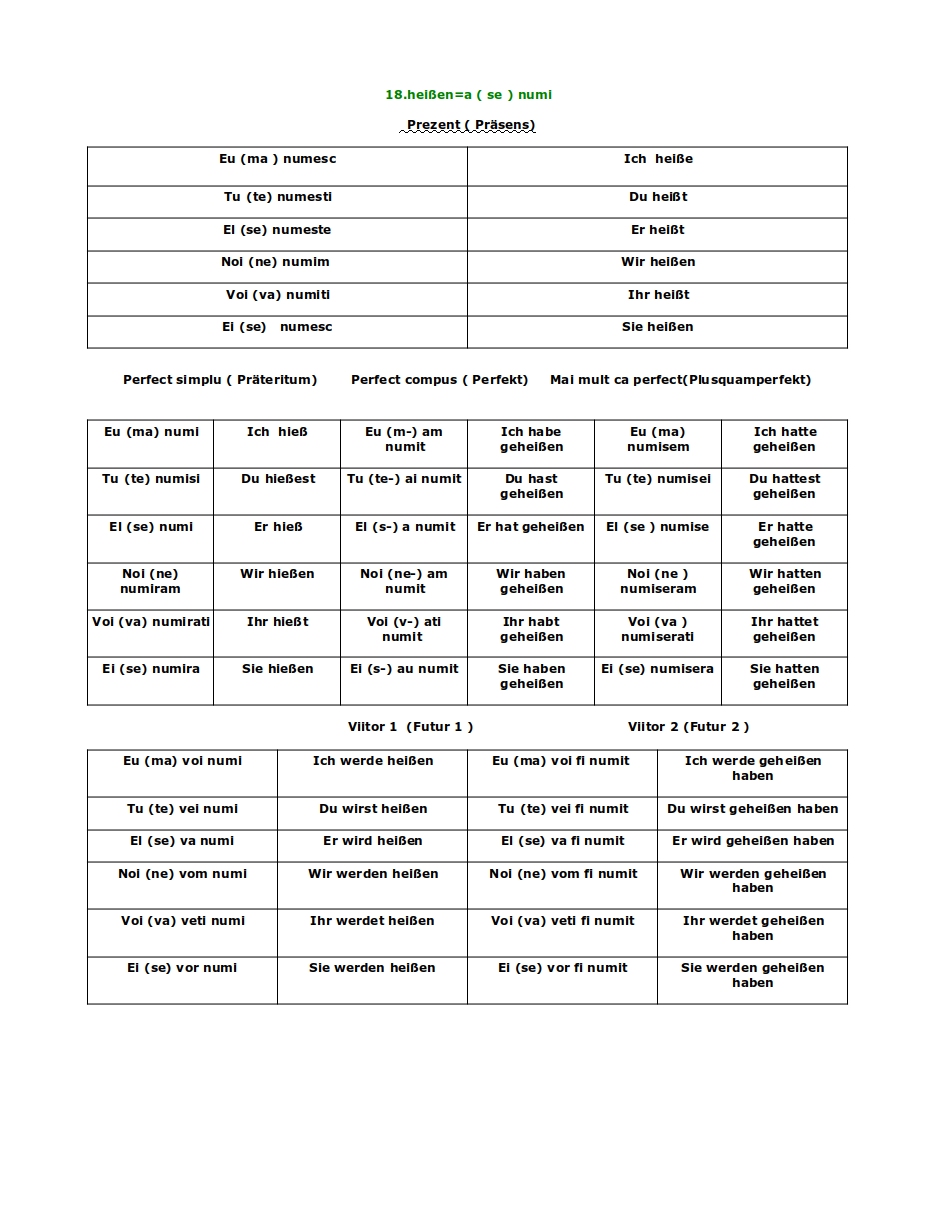 18.heißen=a ( se ) numi
Prezent ( Präsens)
Eu (ma ) numesc Ich heiße
Tu (te) numesti Du heißt
El (se) numeste Er heißt
Noi (ne) numim Wir heißen
Voi (va) numiti Ihr heißt
Ei (se) numesc Sie heißen
Perfect simplu ( Präteritum) Perfect compus ( Perfekt) Mai mult ca perfect(Plusquamperfekt)
Eu (ma) numi Ich hieß Eu (m-) am Ich habe Eu (ma) Ich hatte
numit geheißen numisem geheißen
Tu (te) numisi Du hießest Tu (te-) ai numit Du hast Tu (te) numisei Du hattest
geheißen geheißen
El (se) numi Er hieß El (s-) a numit Er hat geheißen El (se ) numise Er hatte
geheißen
Noi (ne) Wir hießen Noi (ne-) am Wir haben Noi (ne ) Wir hatten
numiram numit geheißen numiseram geheißen
Voi (va) numirati Ihr hießt Voi (v-) ati Ihr habt Voi (va ) Ihr hattet
numit geheißen numiserati geheißen
Ei (se) numira Sie hießen Ei (s-) au numit Sie haben Ei (se) numisera Sie hatten
geheißen geheißen
Viitor 1 (Futur 1 ) Viitor 2 (Futur 2 )
Eu (ma) voi numi Ich werde heißen Eu (ma) voi fi numit Ich werde geheißen
haben
Tu (te) vei numi Du wirst heißen Tu (te) vei fi numit Du wirst geheißen haben
El (se) va numi Er wird heißen El (se) va fi numit Er wird geheißen haben
Noi (ne) vom numi Wir werden heißen Noi (ne) vom fi numit Wir werden geheißen
haben
Voi (va) veti numi Ihr werdet heißen Voi (va) veti fi numit Ihr werdet geheißen
haben
Ei (se) vor numi Sie werden heißen Ei (se) vor fi numit Sie werden geheißen
haben